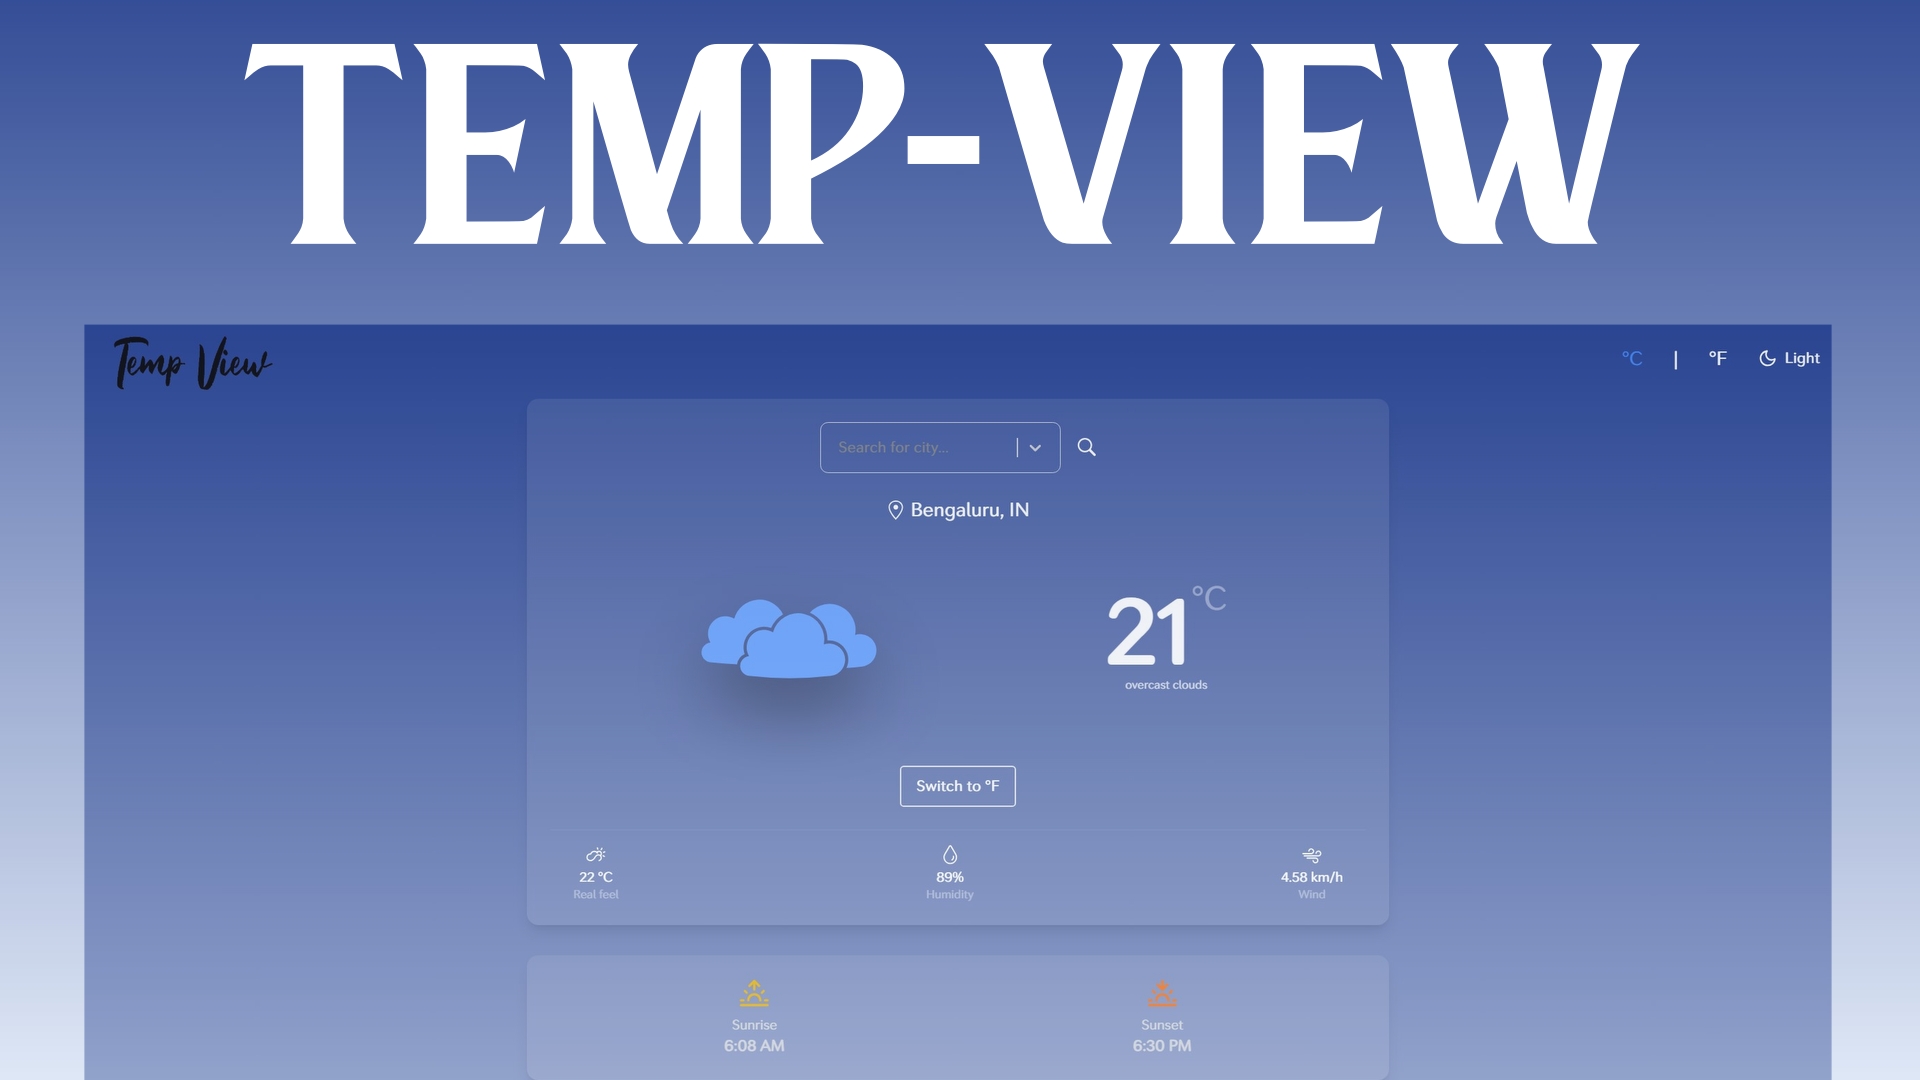 TEMP-VIEW
Temp View
°C | °F Light
Search for city...
Bengaluru, IN
21 °C
overcast clouds
Switch to °F
22 °C 89% 4.58 km/h
Real feel Humidity Wind
Sunrise Sunset
6:08 AM 6:30 PM